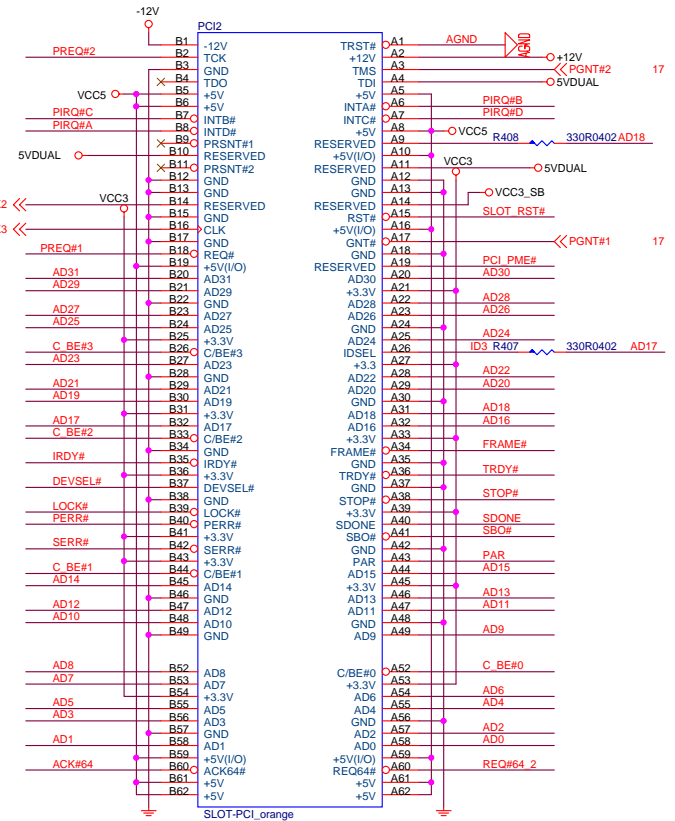 -12V
PCI2
B1 -12V TRST# A1 AGND AGND
PREQ#2 B2 TCK +12V A2 +12V
B3 GND TMS A3 PGNT#2 17
B4 TDO TDI A4 5VDUAL
VCC5 B5 +5V +5V A5
B6 +5V INTA# A6 PIRQ#B
PIRQ#C B7 INTB# INTC# A7 PIRQ#D
PIRQ#A B8 INTD# +5V A8 VCC5
B9 PRSNT#1 RESERVED A9 R408 330R0402 AD18
5VDUAL B10 RESERVED +5V(I/O) A10
B11 PRSNT#2 RESERVED A11 VCC3 5VDUAL
B12 GND GND A12
B13 GND GND A13
VCC3 B14 RESERVED RESERVED A14 VCC3_SB
B15 GND RST# A15 SLOT_RST#
B16 CLK +5V(I/O) A16
B17 GND GNT# A17 PGNT#1 17
PREQ#1 B18 REQ# GND A18
B19 +5V(I/O) RESERVED A19 PCI_PME#
AD31 B20 AD31 AD30 A20 AD30
AD29 B21 AD29 +3.3V A21
B22 GND AD28 A22 AD28
AD27 B23 AD27 AD26 A23 AD26
AD25 B24 AD25 GND A24
B25 +3.3V AD24 A25 AD24
C_BE#3 B26 C/BE#3 IDSEL A26 ID3 R407 330R0402 AD17
AD23 B27 AD23 +3.3 A27
B28 GND AD22 A28 AD22
AD21 B29 AD21 AD20 A29 AD20
AD19 B30 AD19 GND A30
B31 +3.3V AD18 A31 AD18
AD17 B32 AD17 AD16 A32 AD16
C_BE#2 B33 C/BE#2 +3.3V A33
B34 GND FRAME# A34 FRAME#
IRDY# B35 IRDY# GND A35
B36 +3.3V TRDY# A36 TRDY#
DEVSEL# B37 DEVSEL# GND A37
B38 GND STOP# A38 STOP#
LOCK# B39 LOCK# +3.3V A39
PERR# B40 PERR# SDONE A40 SDONE
B41 +3.3V SBO# A41 SBO#
SERR# B42 SERR# GND A42
B43 +3.3V PAR A43 PAR
C_BE#1 B44 C/BE#1 AD15 A44 AD15
AD14 B45 AD14 +3.3V A45
B46 GND AD13 A46 AD13
AD12 B47 AD12 AD11 A47 AD11
AD10 B48 AD10 GND A48
B49 GND AD9 A49 AD9
AD8 B52 AD8 C/BE#0 A52 C_BE#0
AD7 B53 AD7 +3.3V A53
B54 +3.3V AD6 A54 AD6
AD5 B55 AD5 AD4 A55 AD4
AD3 B56 AD3 GND A56
B57 GND AD2 A57 AD2
AD1 B58 AD1 AD0 A58 AD0
B59 +5V(I/O) +5V(I/O) A59
ACK#64 B60 ACK64# REQ64# A60 REQ#64_2
B61 +5V +5V A61
B62 +5V +5V A62
SLOT-PCI_orange